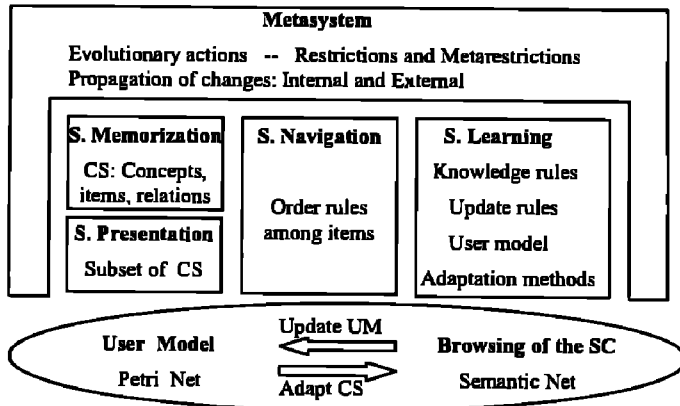 Metasystem
Evolutionary actions -- Restrictions and Metarestrictions
Propagation of changes: Internal and External
S. Memorization
CS: Concepts,
items, relations
S. Presentation
Subset of CS
S. Navigation
Order rules
among items
S. Learning
Knowledge rules
Update rules
User model
Adaptation methods
User Model
Petri Net
Update UM
Adapt CS
Browsing of the SC
Semantic Net